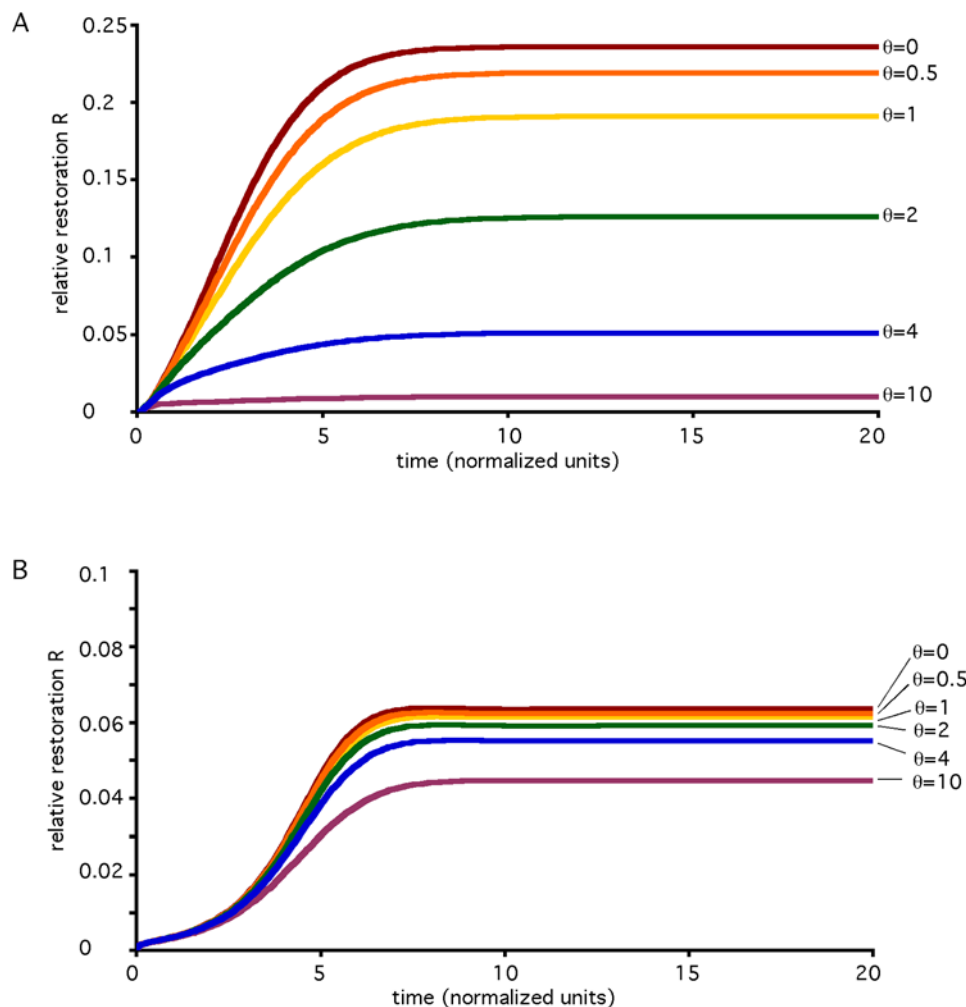 A
0.25
0.2
0.15
0.1
0.05
0
relative restoration R
θ=0
θ=0.5
θ=1
θ=2
θ=4
θ=10
0 5 10 15 20
time (normalized units)
B
0.1
0.08
0.06
0.04
0.02
0
relative restoration R
θ=0
θ=0.5
θ=1
θ=2
θ=4
θ=10
0 5 10 15 20
time (normalized units)